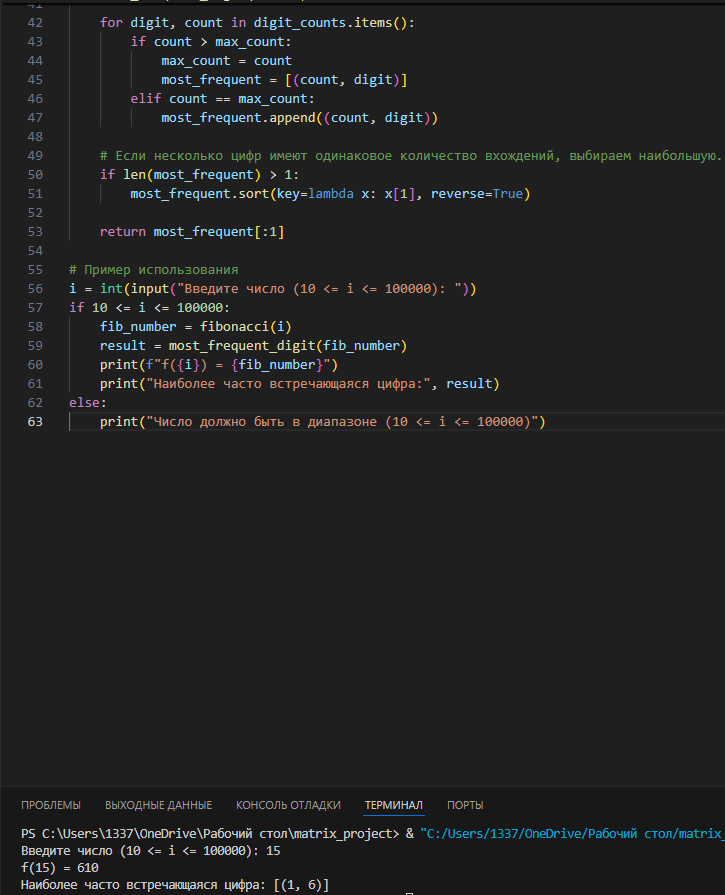 42 for digit, count in digit_counts.items():
43 if count > max_count:
44 max_count = count
45 most_frequent = [(count, digit)]
46 elif count == max_count:
47 most_frequent.append((count, digit))
48
49 # Если несколько цифр имеют одинаковое количество вхождений, выбираем наибольшую.
50 if len(most_frequent) > 1:
51 most_frequent.sort(key=lambda x: x[1], reverse=True)
52
53 return most_frequent[:1]
54
55 # Пример использования
56 i = int(input("Введите число (10 <= i <= 100000): "))
57 if 10 <= i <= 100000:
58 fib_number = fibonacci(i)
59 result = most_frequent_digit(fib_number)
60 print(f"f({i}) = {fib_number}")
61 print("Наиболее часто встречающаяся цифра:", result)
62 else:
63 print("Число должно быть в диапазоне (10 <= i <= 100000)")
ПРОБЛЕМЫ ВЫХОДНЫЕ ДАННЫЕ КОНСОЛЬ ОТЛАДКИ ТЕРМИНАЛ ПОРТЫ
PS C:\Users\1337\OneDrive\Рабочий стол\matrix_project> & "C:/Users/1337/OneDrive/Рабочий стол/matrix_
Введите число (10 <= i <= 100000): 15
f(15) = 610
Наиболее часто встречающаяся цифра: [(1, 6)]